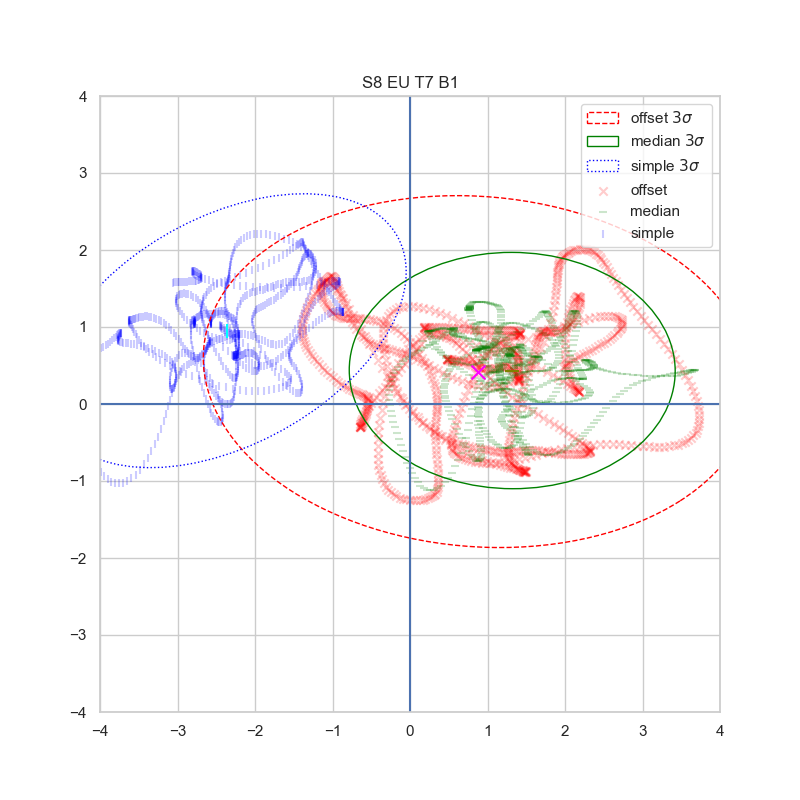 S8 EU T7 B1
offset 3σ
median 3σ
simple 3σ
offset
median
simple
4
3
2
1
0
−1
−2
−3
−4
−4 −3 −2 −1 0 1 2 3 4